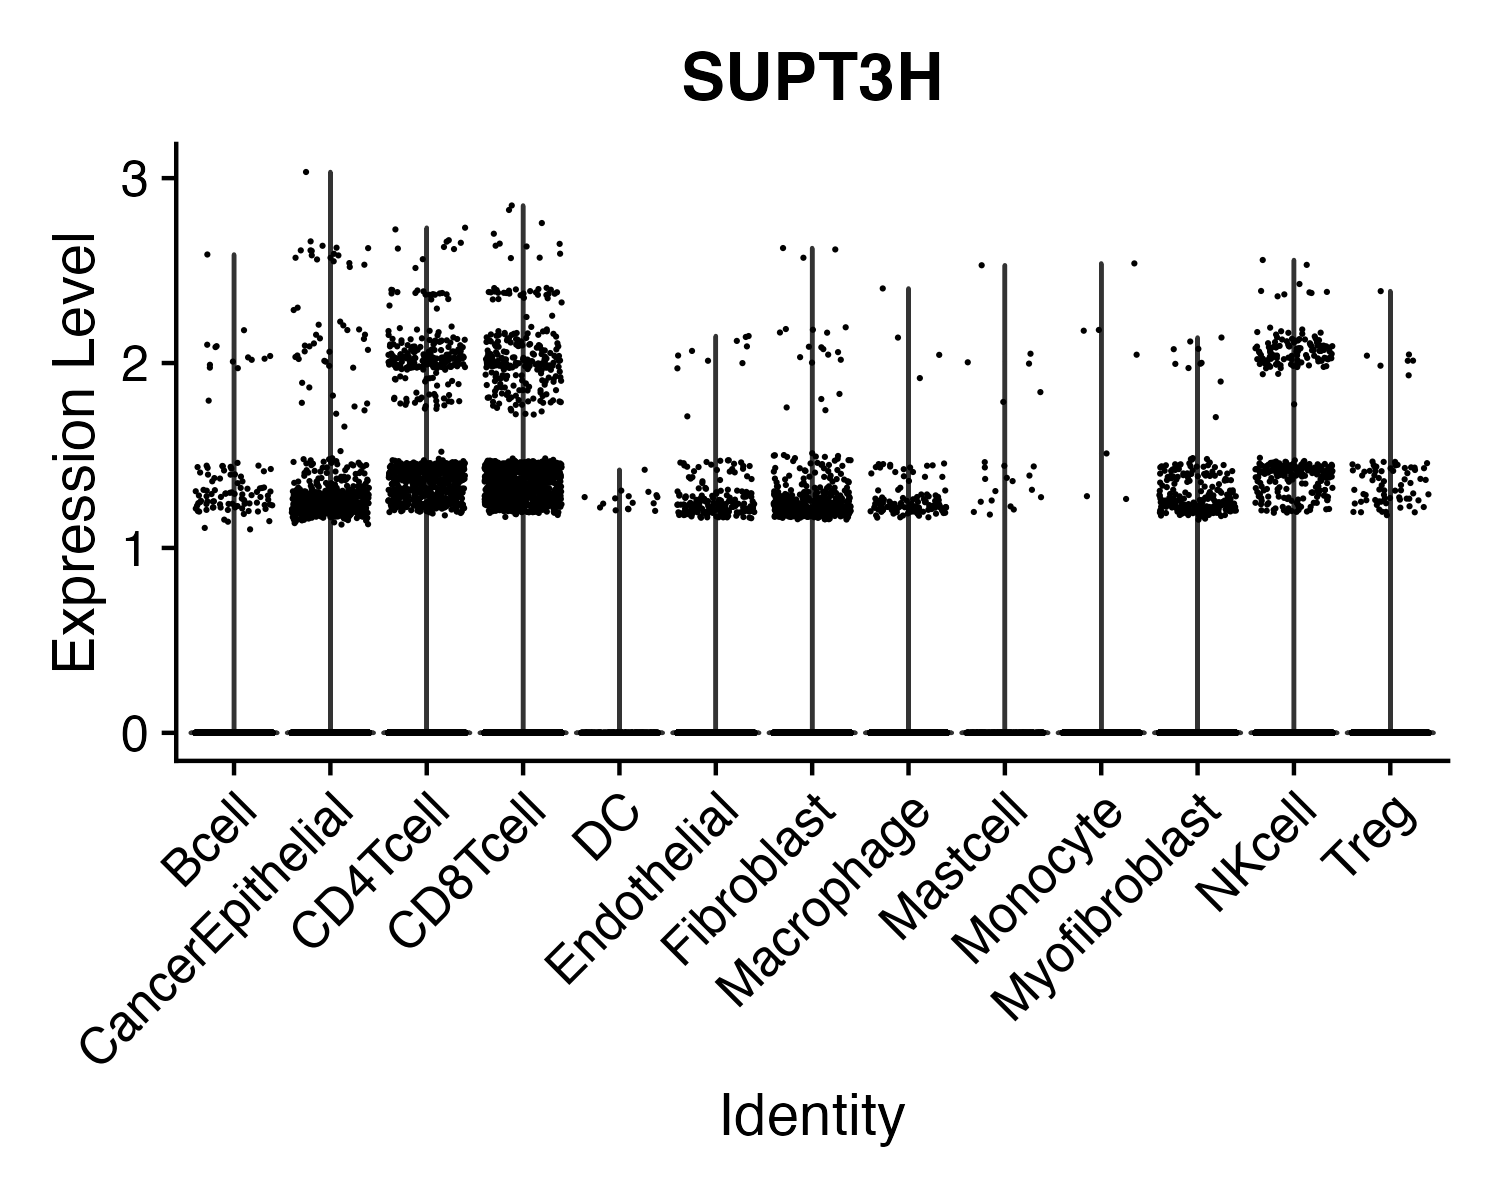 SUPT3H
Expression Level
3
2
1
0
Bcell
CancerEpithelial
CD4Tcell
CD8Tcell
DC
Endothelial
Fibroblast
Macrophage
Mastcell
Monocyte
Myofibroblast
NKcell
Treg
Identity